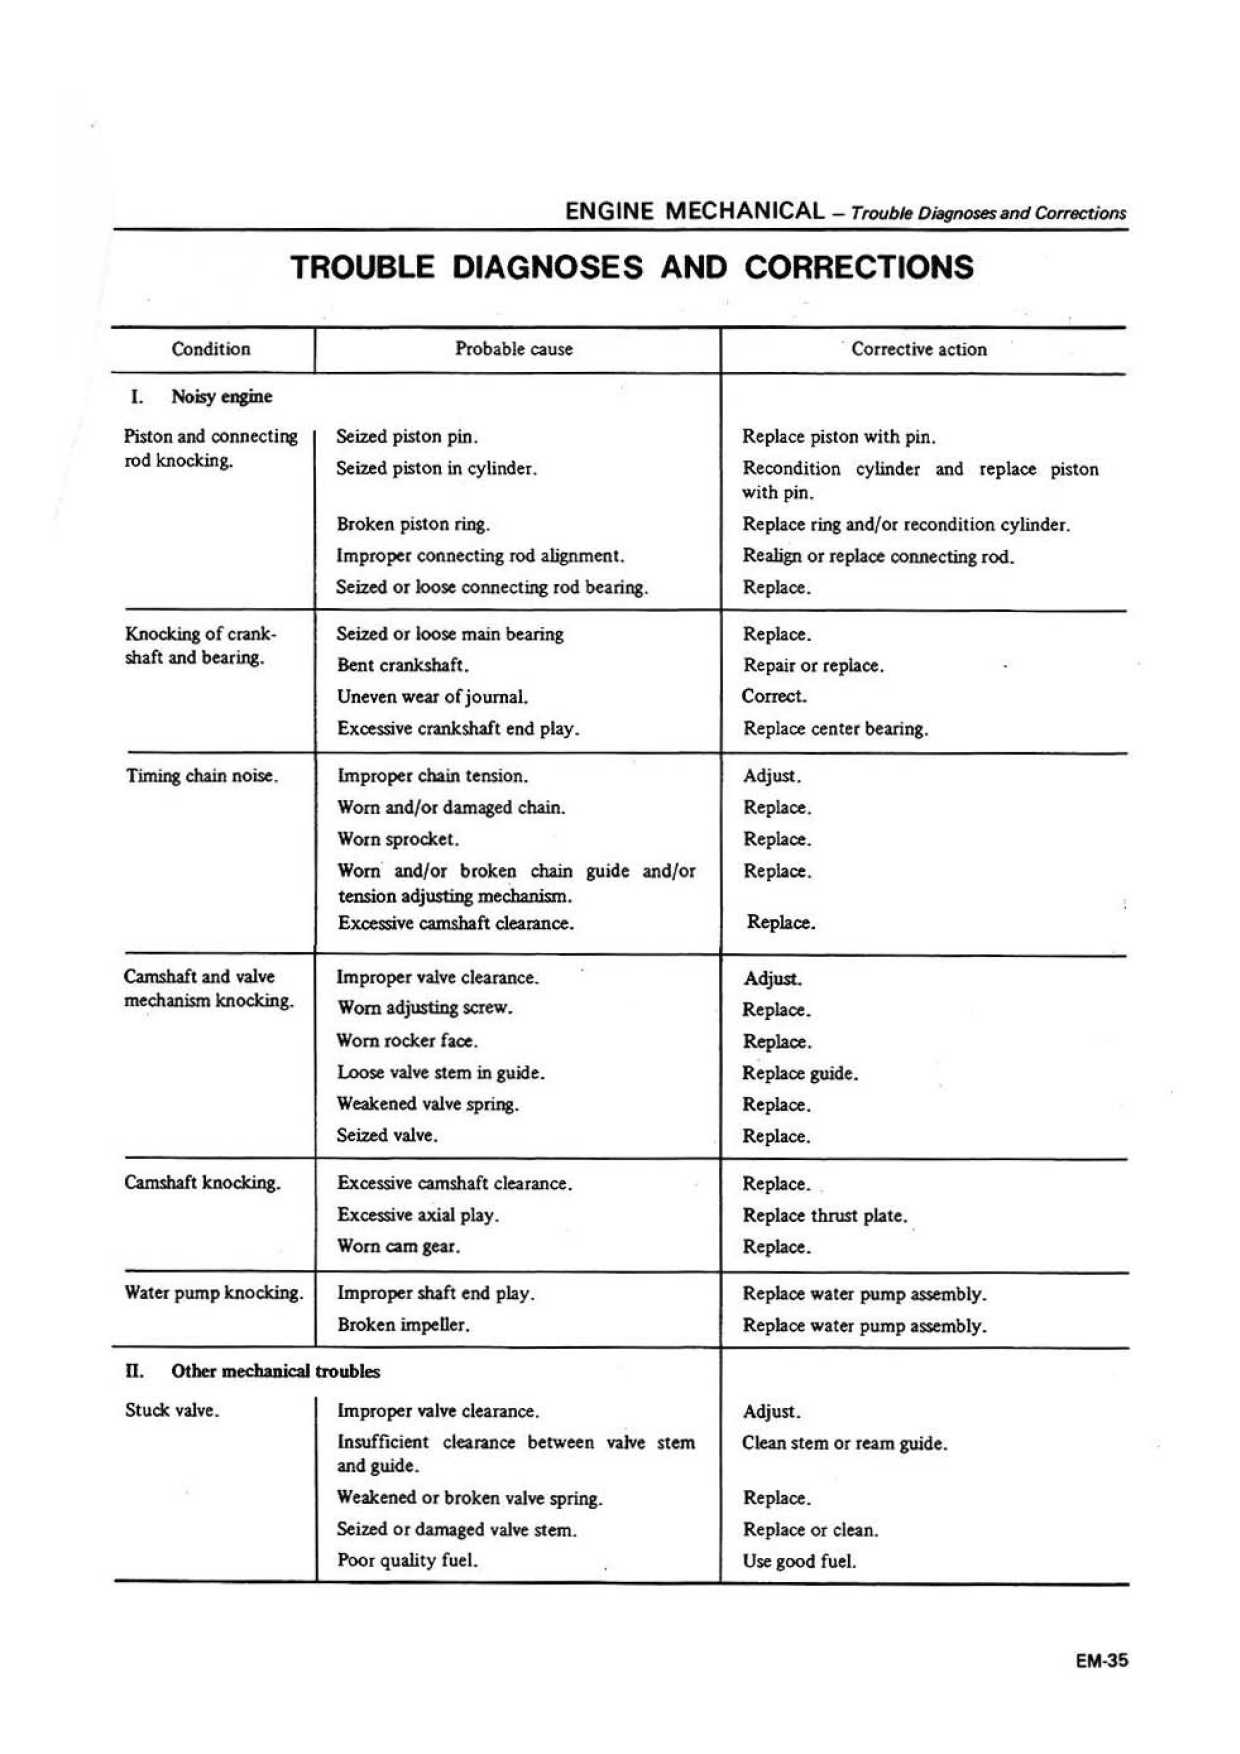 ENGINE MECHANICAL – Trouble Diagnoses and Corrections
TROUBLE DIAGNOSES AND CORRECTIONS
Condition Probable cause Corrective action
I. Noisy engine
Piston and connecting Seized piston pin. Replace piston with pin.
rod knocking. Seized piston in cylinder. Recondition cylinder and replace piston
with pin.
Broken piston ring. Replace ring and/or recondition cylinder.
Improper connecting rod alignment. Realign or replace connecting rod.
Seized or loose connecting rod bearing. Replace.
Knocking of crank- Seized or loose main bearing Replace.
shaft and bearing. Bent crankshaft. Repair or replace.
Uneven wear of journal. Correct.
Excessive crankshaft end play. Replace center bearing.
Timing chain noise. Improper chain tension. Adjust.
Worn and/or damaged chain. Replace.
Worn sprocket. Replace.
Worn and/or broken chain guide and/or Replace.
tension adjusting mechanism.
Excessive camshaft clearance. Replace.
Camshaft and valve Improper valve clearance. Adjust.
mechanism knocking. Worn adjusting screw. Replace.
Worn rocker face. Replace.
Loose valve stem in guide. Replace guide.
Weakened valve spring. Replace.
Seized valve. Replace.
Camshaft knocking. Excessive camshaft clearance. Replace.
Excessive axial play. Replace thrust plate.
Worn cam gear. Replace.
Water pump knocking. Improper shaft end play. Replace water pump assembly.
Broken impeller. Replace water pump assembly.
II. Other mechanical troubles
Stuck valve. Improper valve clearance. Adjust.
Insufficient clearance between valve stem Clean stem or ream guide.
and guide.
Weakened or broken valve spring. Replace.
Seized or damaged valve stem. Replace or clean.
Poor quality fuel. Use good fuel.
EM-35